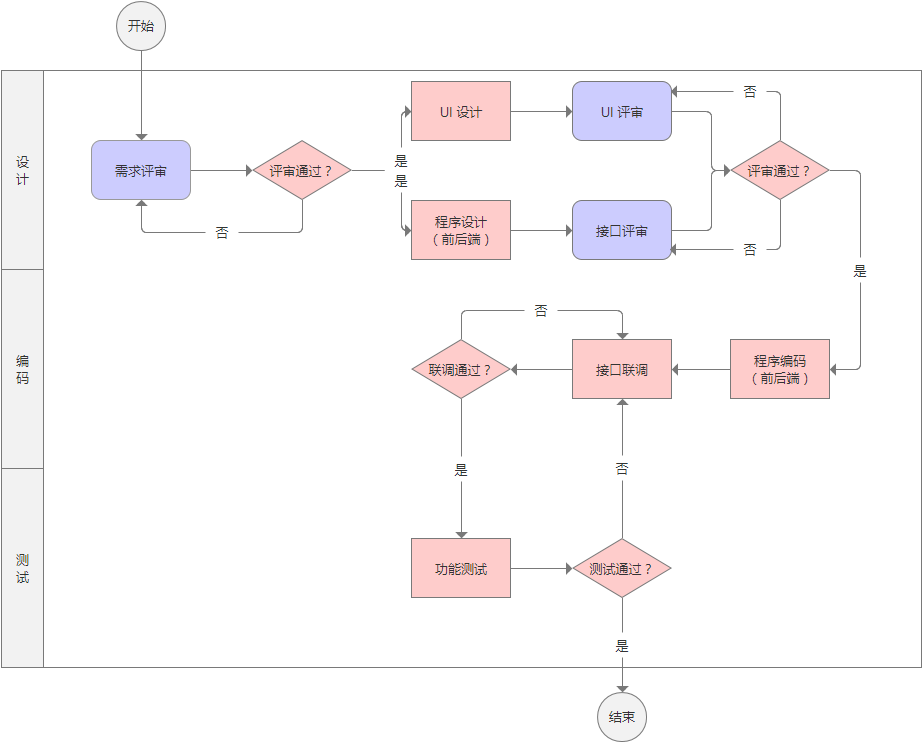 开始
设
计
需求评审
评审通过？
否
是
是
UI 设计
程序设计
（前后端）
UI 评审
接口评审
否
评审通过？
否
是
编
码
否
联调通过？
接口联调
程序编码
（前后端）
是
否
测
试
功能测试
测试通过？
是
结束